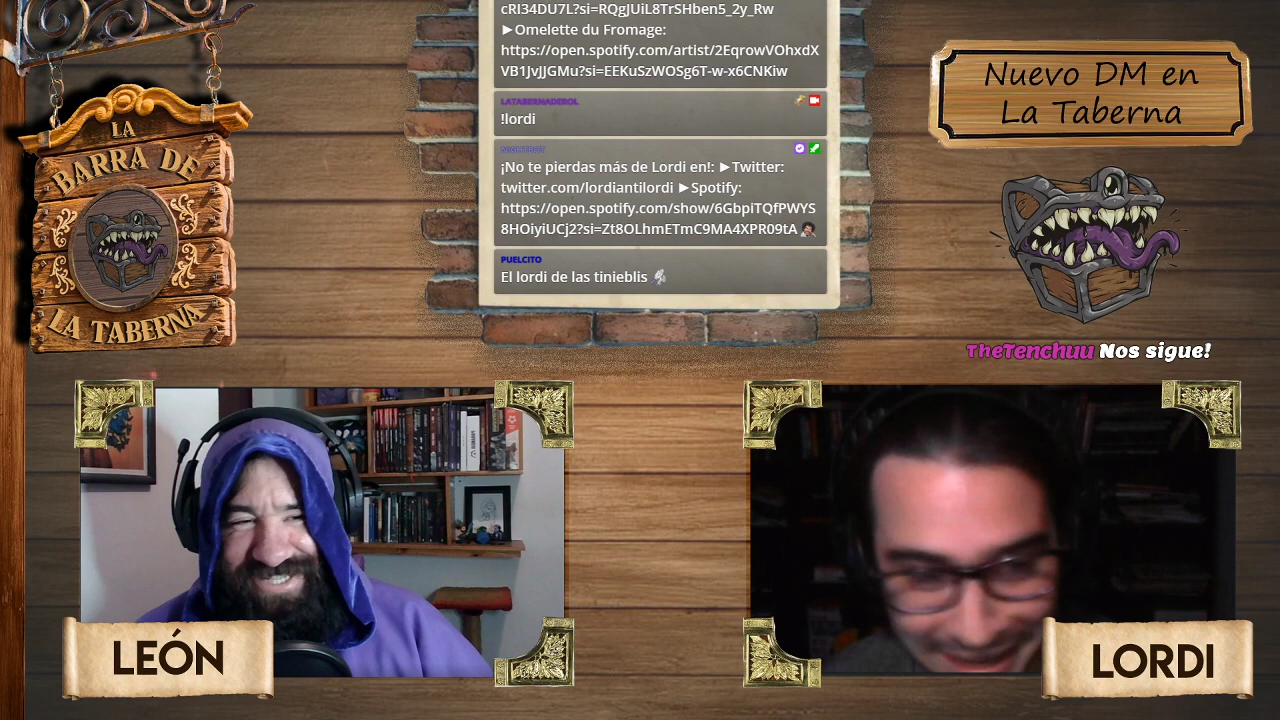 cRI34DU7L?si=RQgJUiL8TrSHben5_2y_Rw
►Omelette du Fromage:
https://open.spotify.com/artist/2EqrowVOhxdX
VB1JvJJGMu?si=EEKuSzWOSg6T-w-x6CNKiw
LATABERNADEROL
!lordi
NIGHTBOT
¡No te pierdas más de Lordi en!: ►Twitter:
twitter.com/lordiantilordi ►Spotify:
https://open.spotify.com/show/6GbpiTQfPWYS
8HOiyiUCj2?si=Zt8OLhmETmC9MA4XPR09tA
PUELCITO
El lordi de las tinieblis
LA
BARRA DE
LA TABERNA
Nuevo DM en
La Taberna
TheTenchuu Nos sigue!
LEÓN
LORDI